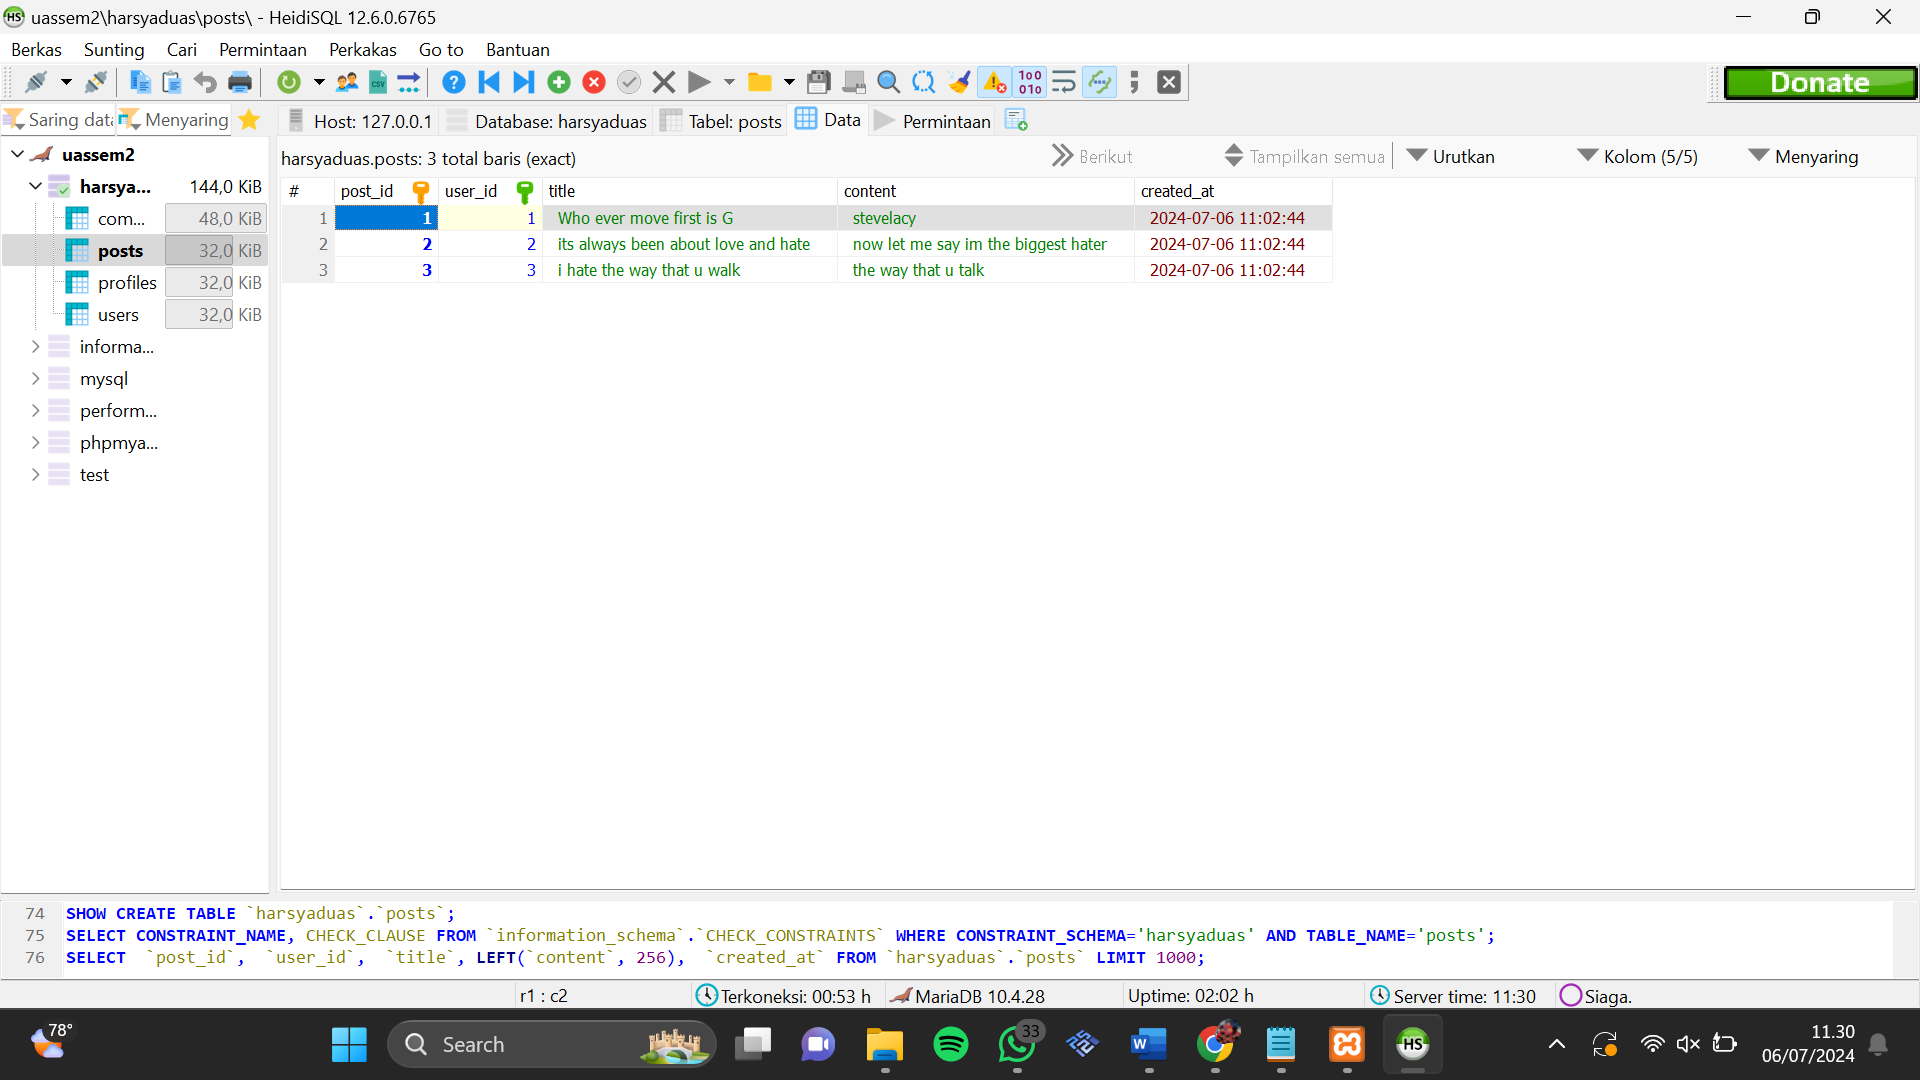 uassem2\harsyaduas\posts\ - HeidiSQL 12.6.0.6765
Berkas Sunting Cari Permintaan Perkakas Go to Bantuan
Donate
Saring data Menyaring Host: 127.0.0.1 Database: harsyaduas Tabel: posts Data Permintaan
harsyaduas.posts: 3 total baris (exact) Berikut Tampilkan semua Urutkan Kolom (5/5) Menyaring
uassem2
harsya... 144,0 KiB
com... 48,0 KiB
posts 32,0 KiB
profiles 32,0 KiB
users 32,0 KiB
informa...
mysql
perform...
phpmya...
test
# post_id user_id title content created_at
1 1 1 Who ever move first is G stevelacy 2024-07-06 11:02:44
2 2 2 its always been about love and hate now let me say im the biggest hater 2024-07-06 11:02:44
3 3 3 i hate the way that u walk the way that u talk 2024-07-06 11:02:44
74 SHOW CREATE TABLE `harsyaduas`.`posts`;
75 SELECT CONSTRAINT_NAME, CHECK_CLAUSE FROM `information_schema`.`CHECK_CONSTRAINTS` WHERE CONSTRAINT_SCHEMA='harsyaduas' AND TABLE_NAME='posts';
76 SELECT `post_id`, `user_id`, `title`, LEFT(`content`, 256), `created_at` FROM `harsyaduas`.`posts` LIMIT 1000;
r1 : c2 Terkoneksi: 00:53 h MariaDB 10.4.28 Uptime: 02:02 h Server time: 11:30 Siaga.
78° Search 33 11.30
06/07/2024